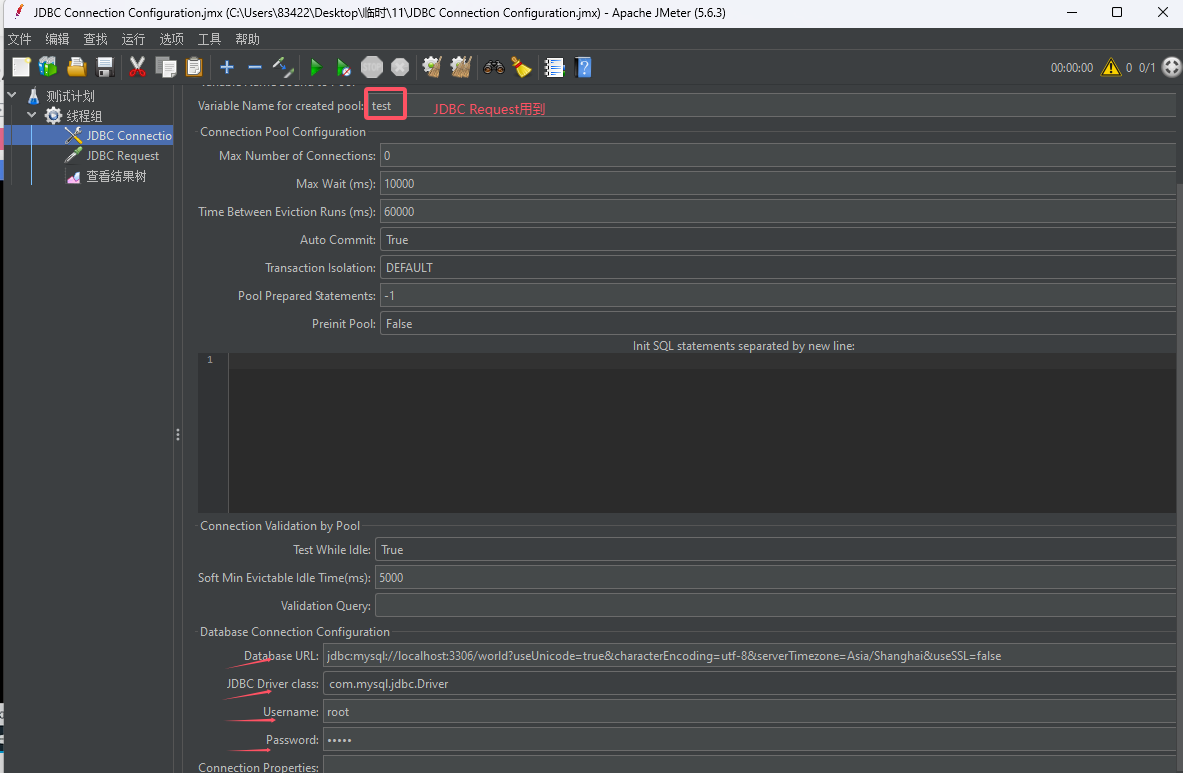 JDBC Connection Configuration.jmx (C:\Users\83422\Desktop\临时\11\JDBC Connection Configuration.jmx) - Apache JMeter (5.6.3)
文件 编辑 查找 运行 选项 工具 帮助
STOP 00:00:00 0 0/1
测试计划
线程组
JDBC Connectio
JDBC Request
查看结果树
Variable Name for created pool: test JDBC Request用到
Connection Pool Configuration
Max Number of Connections: 0
Max Wait (ms): 10000
Time Between Eviction Runs (ms): 60000
Auto Commit: True
Transaction Isolation: DEFAULT
Pool Prepared Statements: -1
Preinit Pool: False
Init SQL statements separated by new line:
1
Connection Validation by Pool
Test While Idle: True
Soft Min Evictable Idle Time(ms): 5000
Validation Query:
Database Connection Configuration
Database URL: jdbc:mysql://localhost:3306/world?useUnicode=true&characterEncoding=utf-8&serverTimezone=Asia/Shanghai&useSSL=false
JDBC Driver class: com.mysql.jdbc.Driver
Username: root
Password: •••••
Connection Properties: